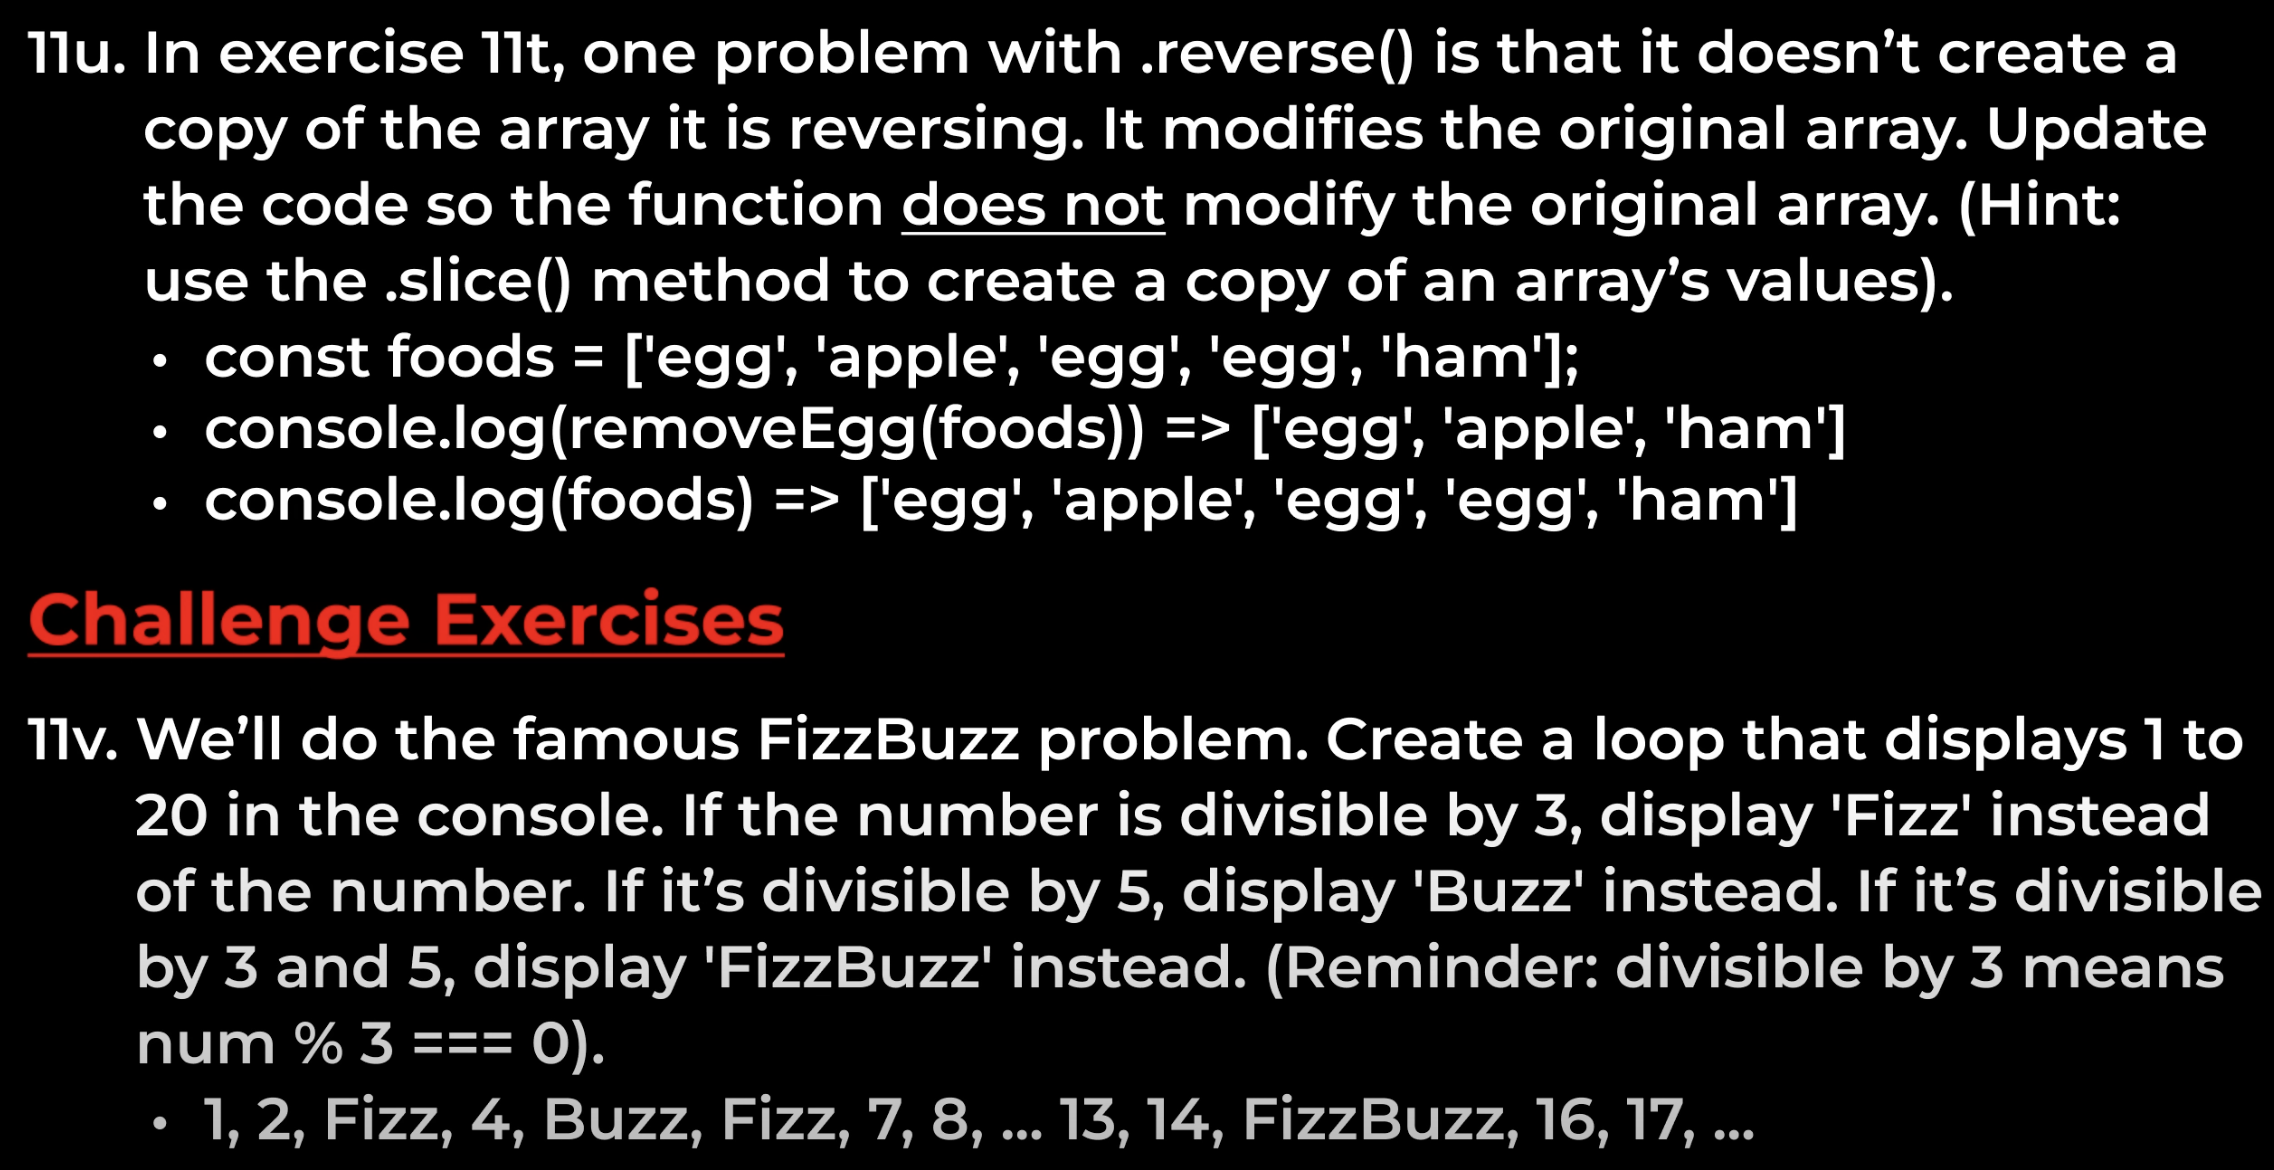 11u. In exercise 11t, one problem with .reverse() is that it doesn’t create a
copy of the array it is reversing. It modifies the original array. Update
the code so the function does not modify the original array. (Hint:
use the .slice() method to create a copy of an array’s values).
• const foods = ['egg', 'apple', 'egg', 'egg', 'ham'];
• console.log(removeEgg(foods)) => ['egg', 'apple', 'ham']
• console.log(foods) => ['egg', 'apple', 'egg', 'egg', 'ham']
Challenge Exercises
11v. We’ll do the famous FizzBuzz problem. Create a loop that displays 1 to
20 in the console. If the number is divisible by 3, display 'Fizz' instead
of the number. If it’s divisible by 5, display 'Buzz' instead. If it’s divisible
by 3 and 5, display 'FizzBuzz' instead. (Reminder: divisible by 3 means
num % 3 === 0).
• 1, 2, Fizz, 4, Buzz, Fizz, 7, 8, ... 13, 14, FizzBuzz, 16, 17, ...